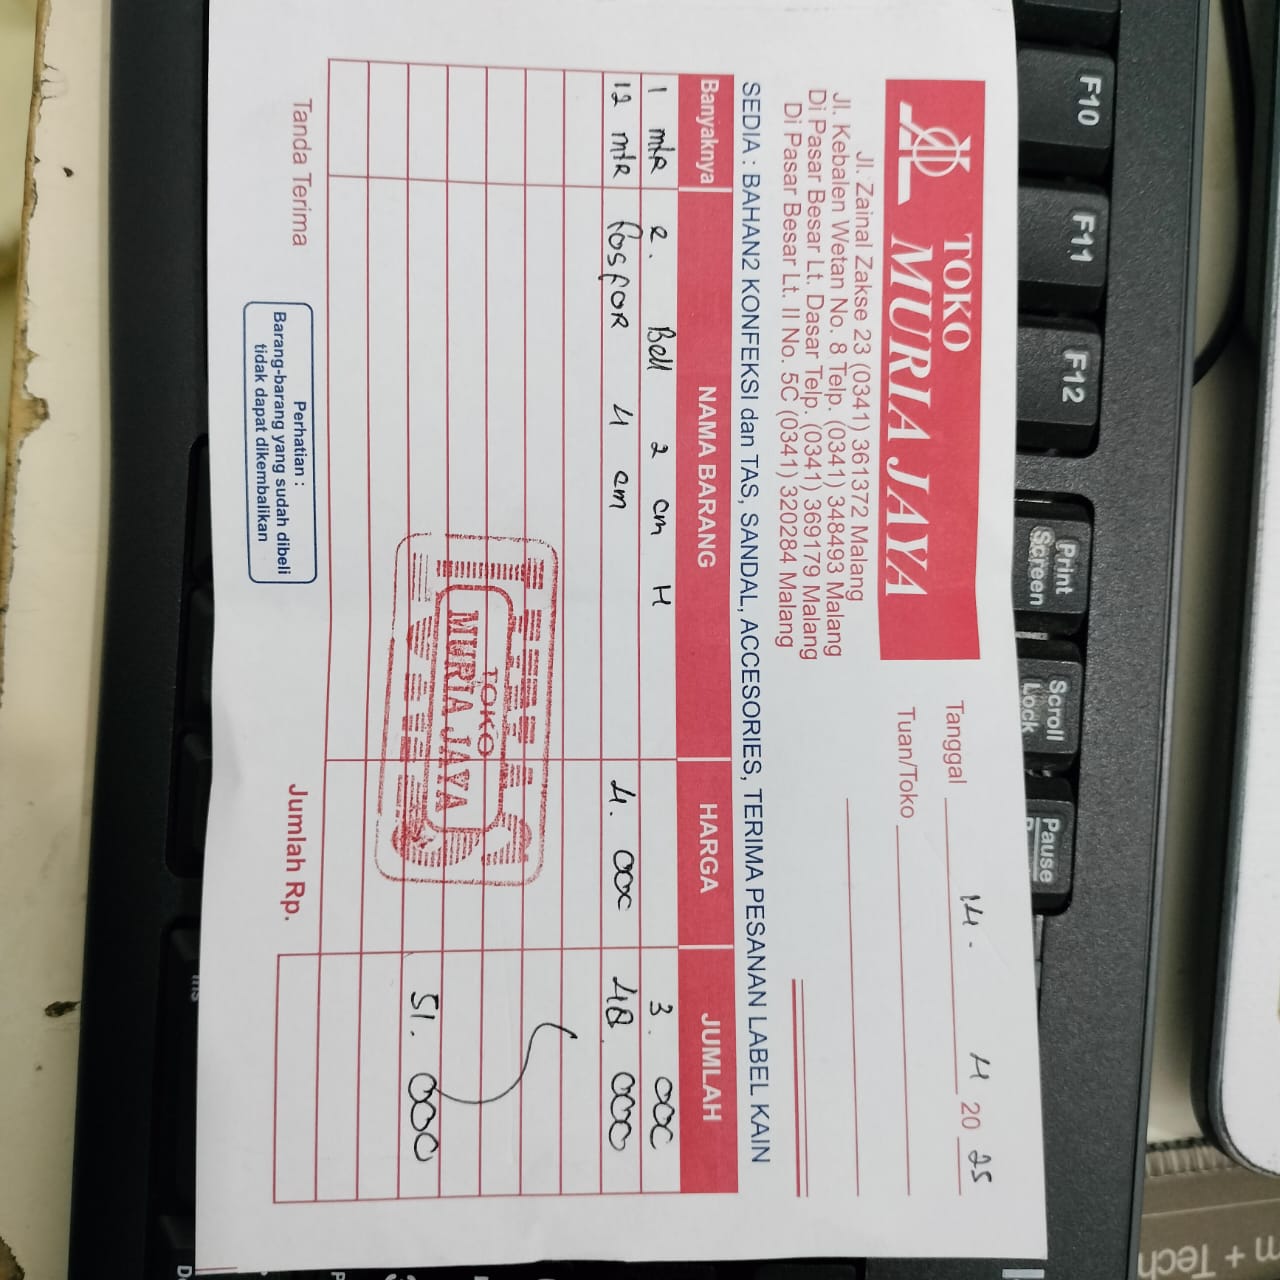 TOKO
MURIA JAYA
Jl. Zainal Zakse 23 (0341) 361372 Malang
Jl. Kebalen Wetan No. 8 Telp. (0341) 348493 Malang
Di Pasar Besar Lt. Dasar Telp. (0341) 369179 Malang
Di Pasar Besar Lt. II No. 5C (0341) 320284 Malang
Tanggal 14. 4 2025
Tuan/Toko
SEDIA : BAHAN2 KONFEKSI dan TAS, SANDAL, ACCESORIES, TERIMA PESANAN LABEL KAIN
Banyaknya NAMA BARANG HARGA JUMLAH
1 mtR 2 cm H 3.000
12 mtR fosfor 4 cm 4.000 48.000
TOKO
MURIA JAYA
51.000
Tanda Terima
Perhatian :
Barang-barang yang sudah dibeli
tidak dapat dikembalikan
Jumlah Rp.
F10
F11
F12
Print
Screen
Scroll
Lock
Pause
m + Tech